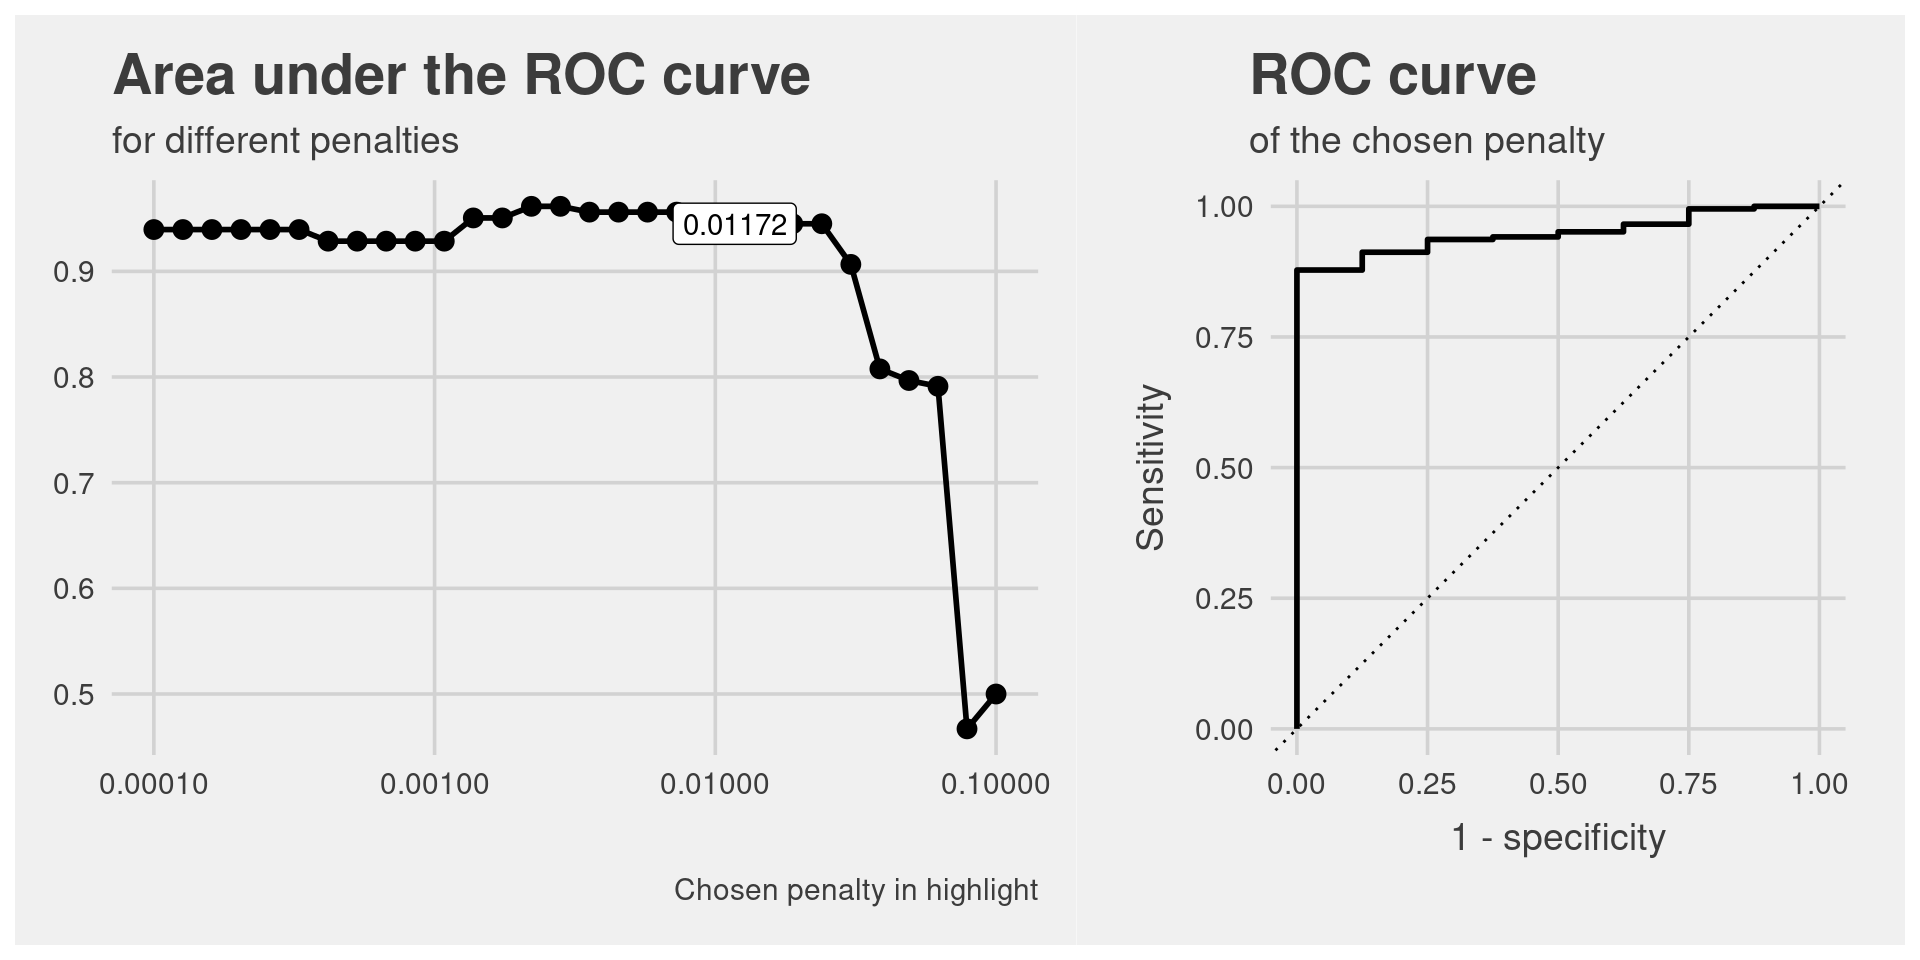 Area under the ROC curve
for different penalties
0.9
0.8
0.7
0.6
0.5
0.01172
0.00010 0.00100 0.01000 0.10000
Chosen penalty in highlight
ROC curve
of the chosen penalty
Sensitivity
1.00
0.75
0.50
0.25
0.00
0.00 0.25 0.50 0.75 1.00
1 - specificity